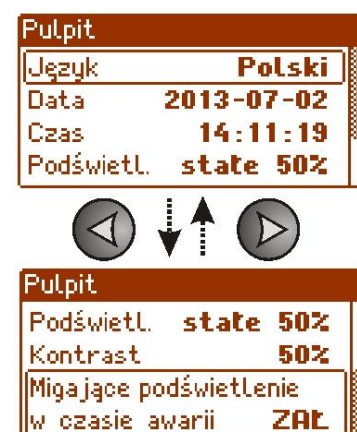 Pulpit
Język Polski
Data 2013-07-02
Czas 14:11:19
Podświetl. stałe 50%
Pulpit
Podświetl. stałe 50%
Kontrast 50%
Migające podświetlenie
w czasie awarii ZAŁ